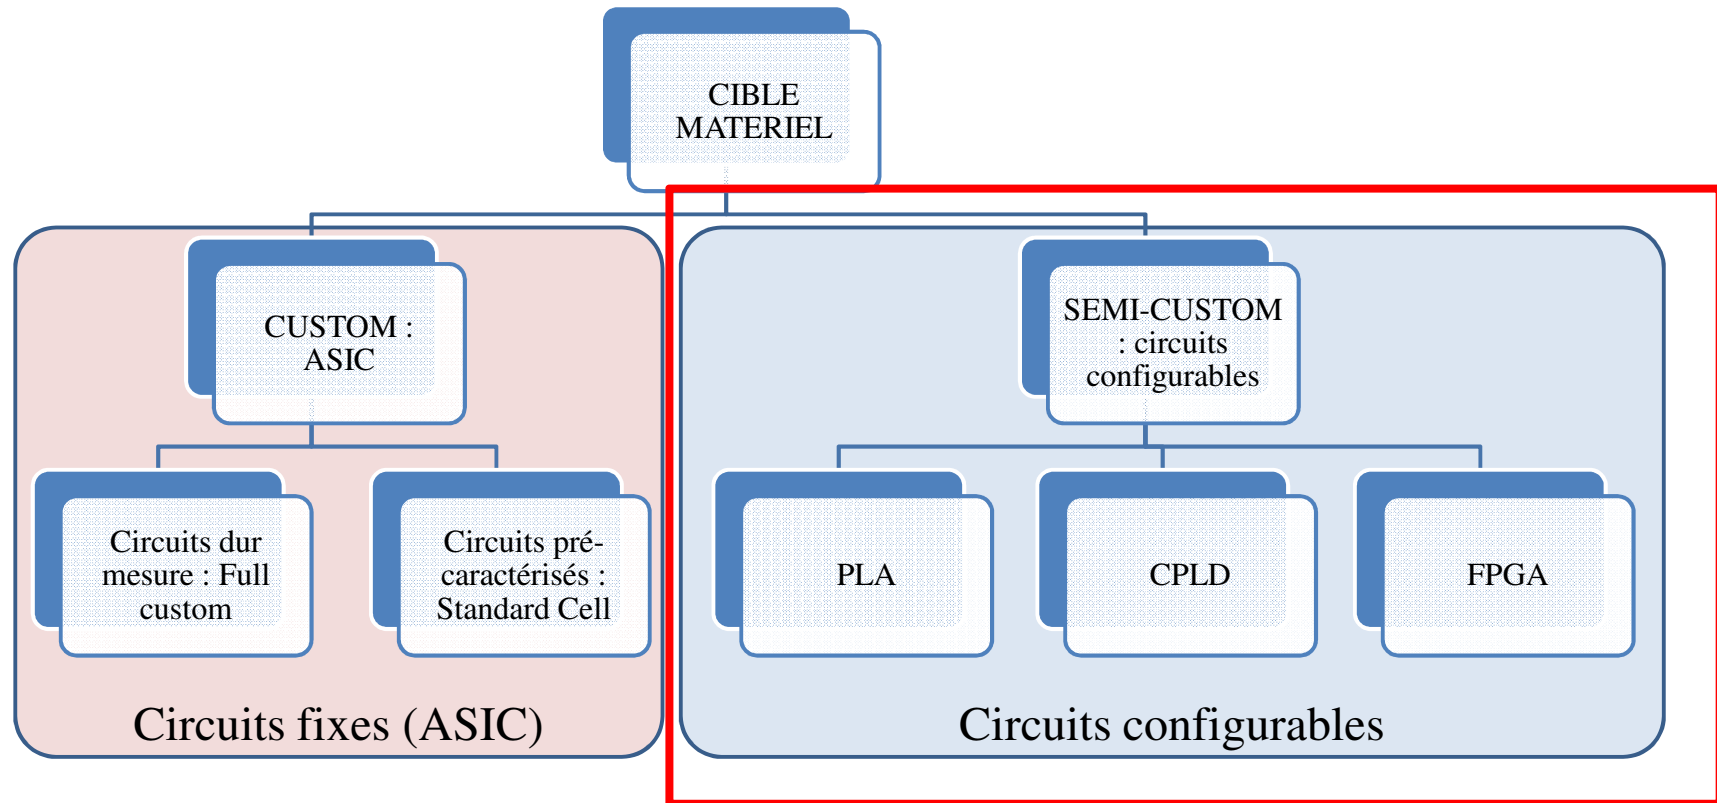 CIBLE
MATERIEL
CUSTOM :
ASIC
SEMI-CUSTOM
: circuits
configurables
Circuits dur
mesure : Full
custom
Circuits pré-
caractérisés :
Standard Cell
PLA
CPLD
FPGA
Circuits fixes (ASIC)
Circuits configurables